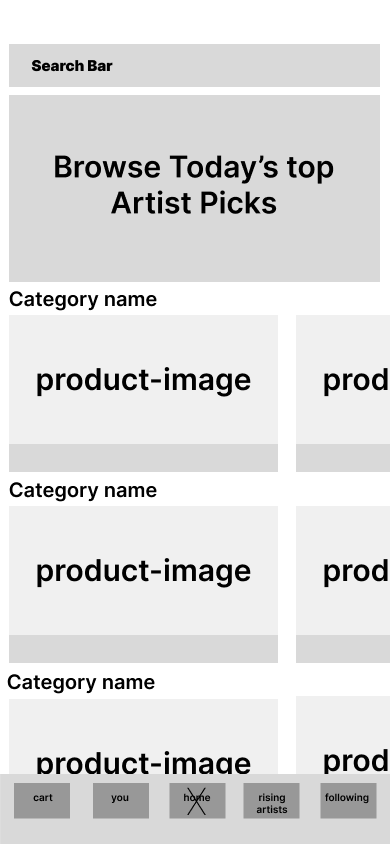 Search Bar
Browse Today’s top
Artist Picks
Category name
product-image prod
Category name
product-image prod
Category name
product-image prod
cart you home rising artists following